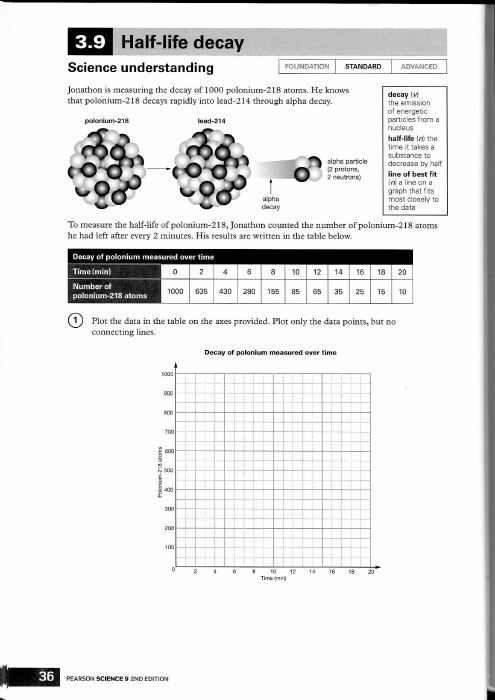 3.9 Half-life decay
Science understanding
FOUNDATION STANDARD ADVANCED
Jonathon is measuring the decay of 1000 polonium-218 atoms. He knows
that polonium-218 decays rapidly into lead-214 through alpha decay.
polonium-218
lead-214
alpha particle
(2 protons,
2 neutrons)
alpha
decay
decay (v)
the emission
of energetic
particles from a
nucleus
half-life (n) the
time it takes a
substance to
decrease by half
line of best fit
(n) a line on a
graph that fits
most closely to
the data
To measure the half-life of polonium-218, Jonathon counted the number of polonium-218 atoms
he had left after every 2 minutes. His results are written in the table below.
Decay of polonium measured over time
Time (min) 0 2 4 6 8 10 12 14 16 18 20
Number of
polonium-218 atoms 1000 635 430 280 155 85 65 35 25 15 10
1 Plot the data in the table on the axes provided. Plot only the data points, but no
connecting lines.
Decay of polonium measured over time
1000
900
800
700
600
500
400
300
200
100
Polonium-218 atoms
0 2 4 6 8 10 12 14 16 18 20
Time (min)
36 PEARSON SCIENCE 9 2ND EDITION